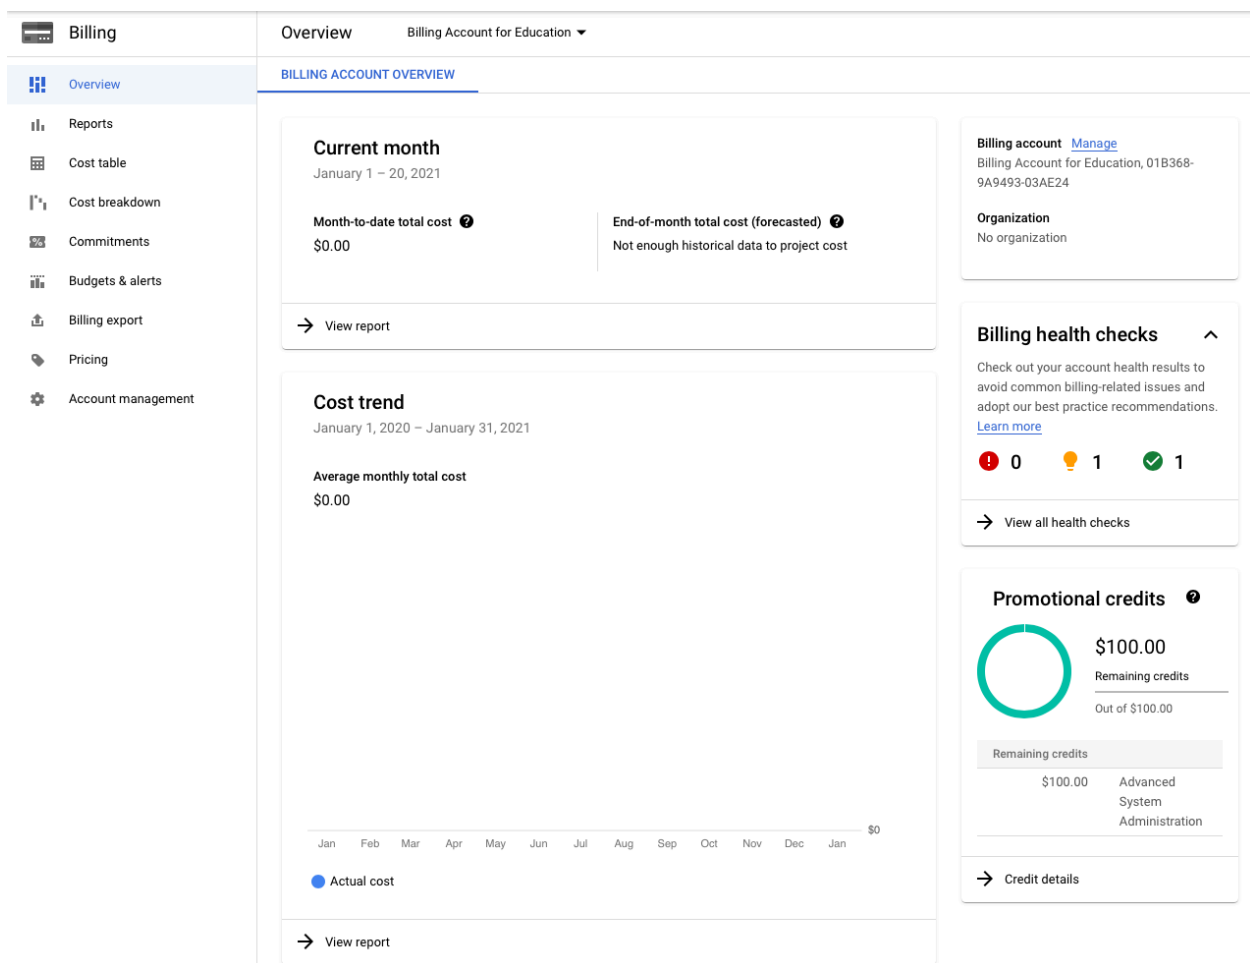 Billing
Overview
Billing Account for Education
Overview
Reports
Cost table
Cost breakdown
Commitments
Budgets & alerts
Billing export
Pricing
Account management
BILLING ACCOUNT OVERVIEW
Current month
January 1 – 20, 2021
Month-to-date total cost
$0.00
End-of-month total cost (forecasted)
Not enough historical data to project cost
View report
Cost trend
January 1, 2020 – January 31, 2021
Average monthly total cost
$0.00
$0
Jan Feb Mar Apr May Jun Jul Aug Sep Oct Nov Dec Jan
Actual cost
View report
Billing account Manage
Billing Account for Education, 01B368-
9A9493-03AE24
Organization
No organization
Billing health checks
Check out your account health results to
avoid common billing-related issues and
adopt our best practice recommendations.
Learn more
0 1 1
View all health checks
Promotional credits
$100.00
Remaining credits
Out of $100.00
Remaining credits
$100.00 Advanced
System
Administration
Credit details